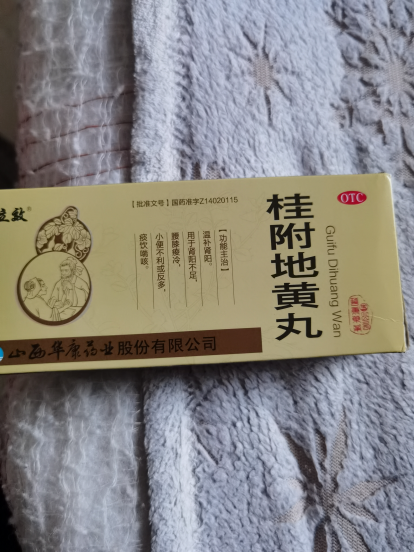 立效®
【批准文号】国药准字Z14020115
OTC
桂附地黄丸
Guifu Dihuang Wan
【功能主治】
温补肾阳。
用于肾阳不足,
腰膝痠冷,
小便不利或反多,
痰饮喘咳。
山西华康药业股份有限公司